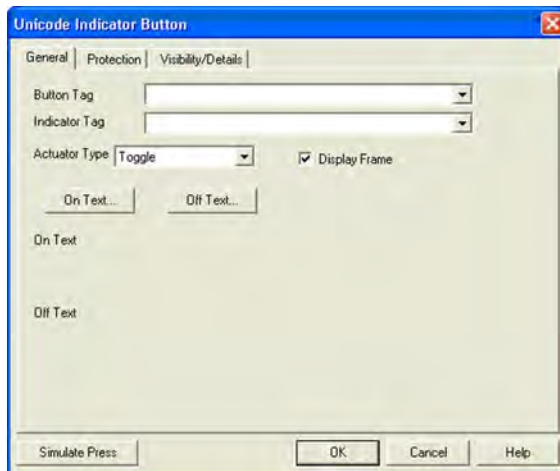 Unicode Indicator Button
General Protection Visibility/Details
Button Tag
Indicator Tag
Actuator Type Toggle Display Frame
On Text... Off Text...
On Text
Off Text
Simulate Press OK Cancel Help